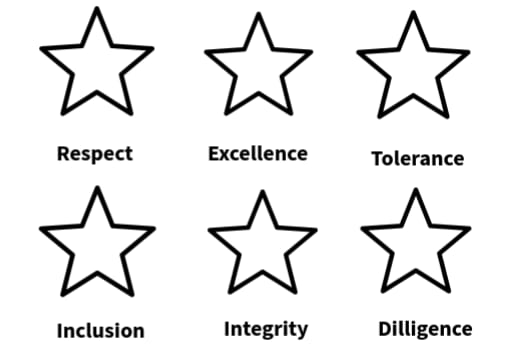 Respect
Excellence
Tolerance
Inclusion
Integrity
Dilligence